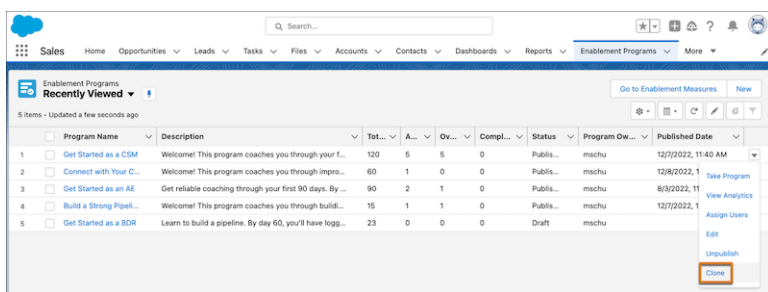 Search...
Sales Home Opportunities Leads Tasks Files Accounts Contacts Dashboards Reports Enablement Programs More
Enablement Programs
Recently Viewed
Go to Enablement Measures New
5 items - Updated a few seconds ago
Program Name Description Tot... A... Ov... Compl... Status Program Ow... Published Date
1 Get Started as a CSM Welcome! This program coaches you through your f... 120 5 5 0 Publis... mschu 12/7/2022, 11:40 AM
2 Connect with Your C... Welcome! This program coaches you through impro... 60 1 0 0 Publis... mschu 12/8/2022, 1
3 Get Started as an AE Get reliable coaching through your first 90 days. By ... 90 2 1 0 Publis... mschu 8/3/2022, 11
4 Build a Strong Pipeli... Welcome! This program coaches you through buildi... 15 1 1 0 Publis... mschu 12/7/2022, 1
5 Get Started as a BDR Learn to build a pipeline. By day 60, you'll have logg... 23 0 0 0 Draft mschu
Take Program
View Analytics
Assign Users
Edit
Unpublish
Clone